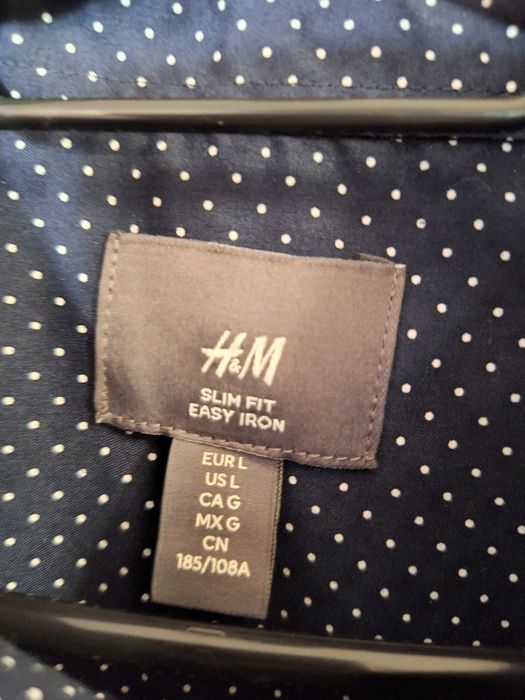 H&M
SLIM FIT
EASY IRON
EUR L
US L
CA G
MX G
CN
185/108A